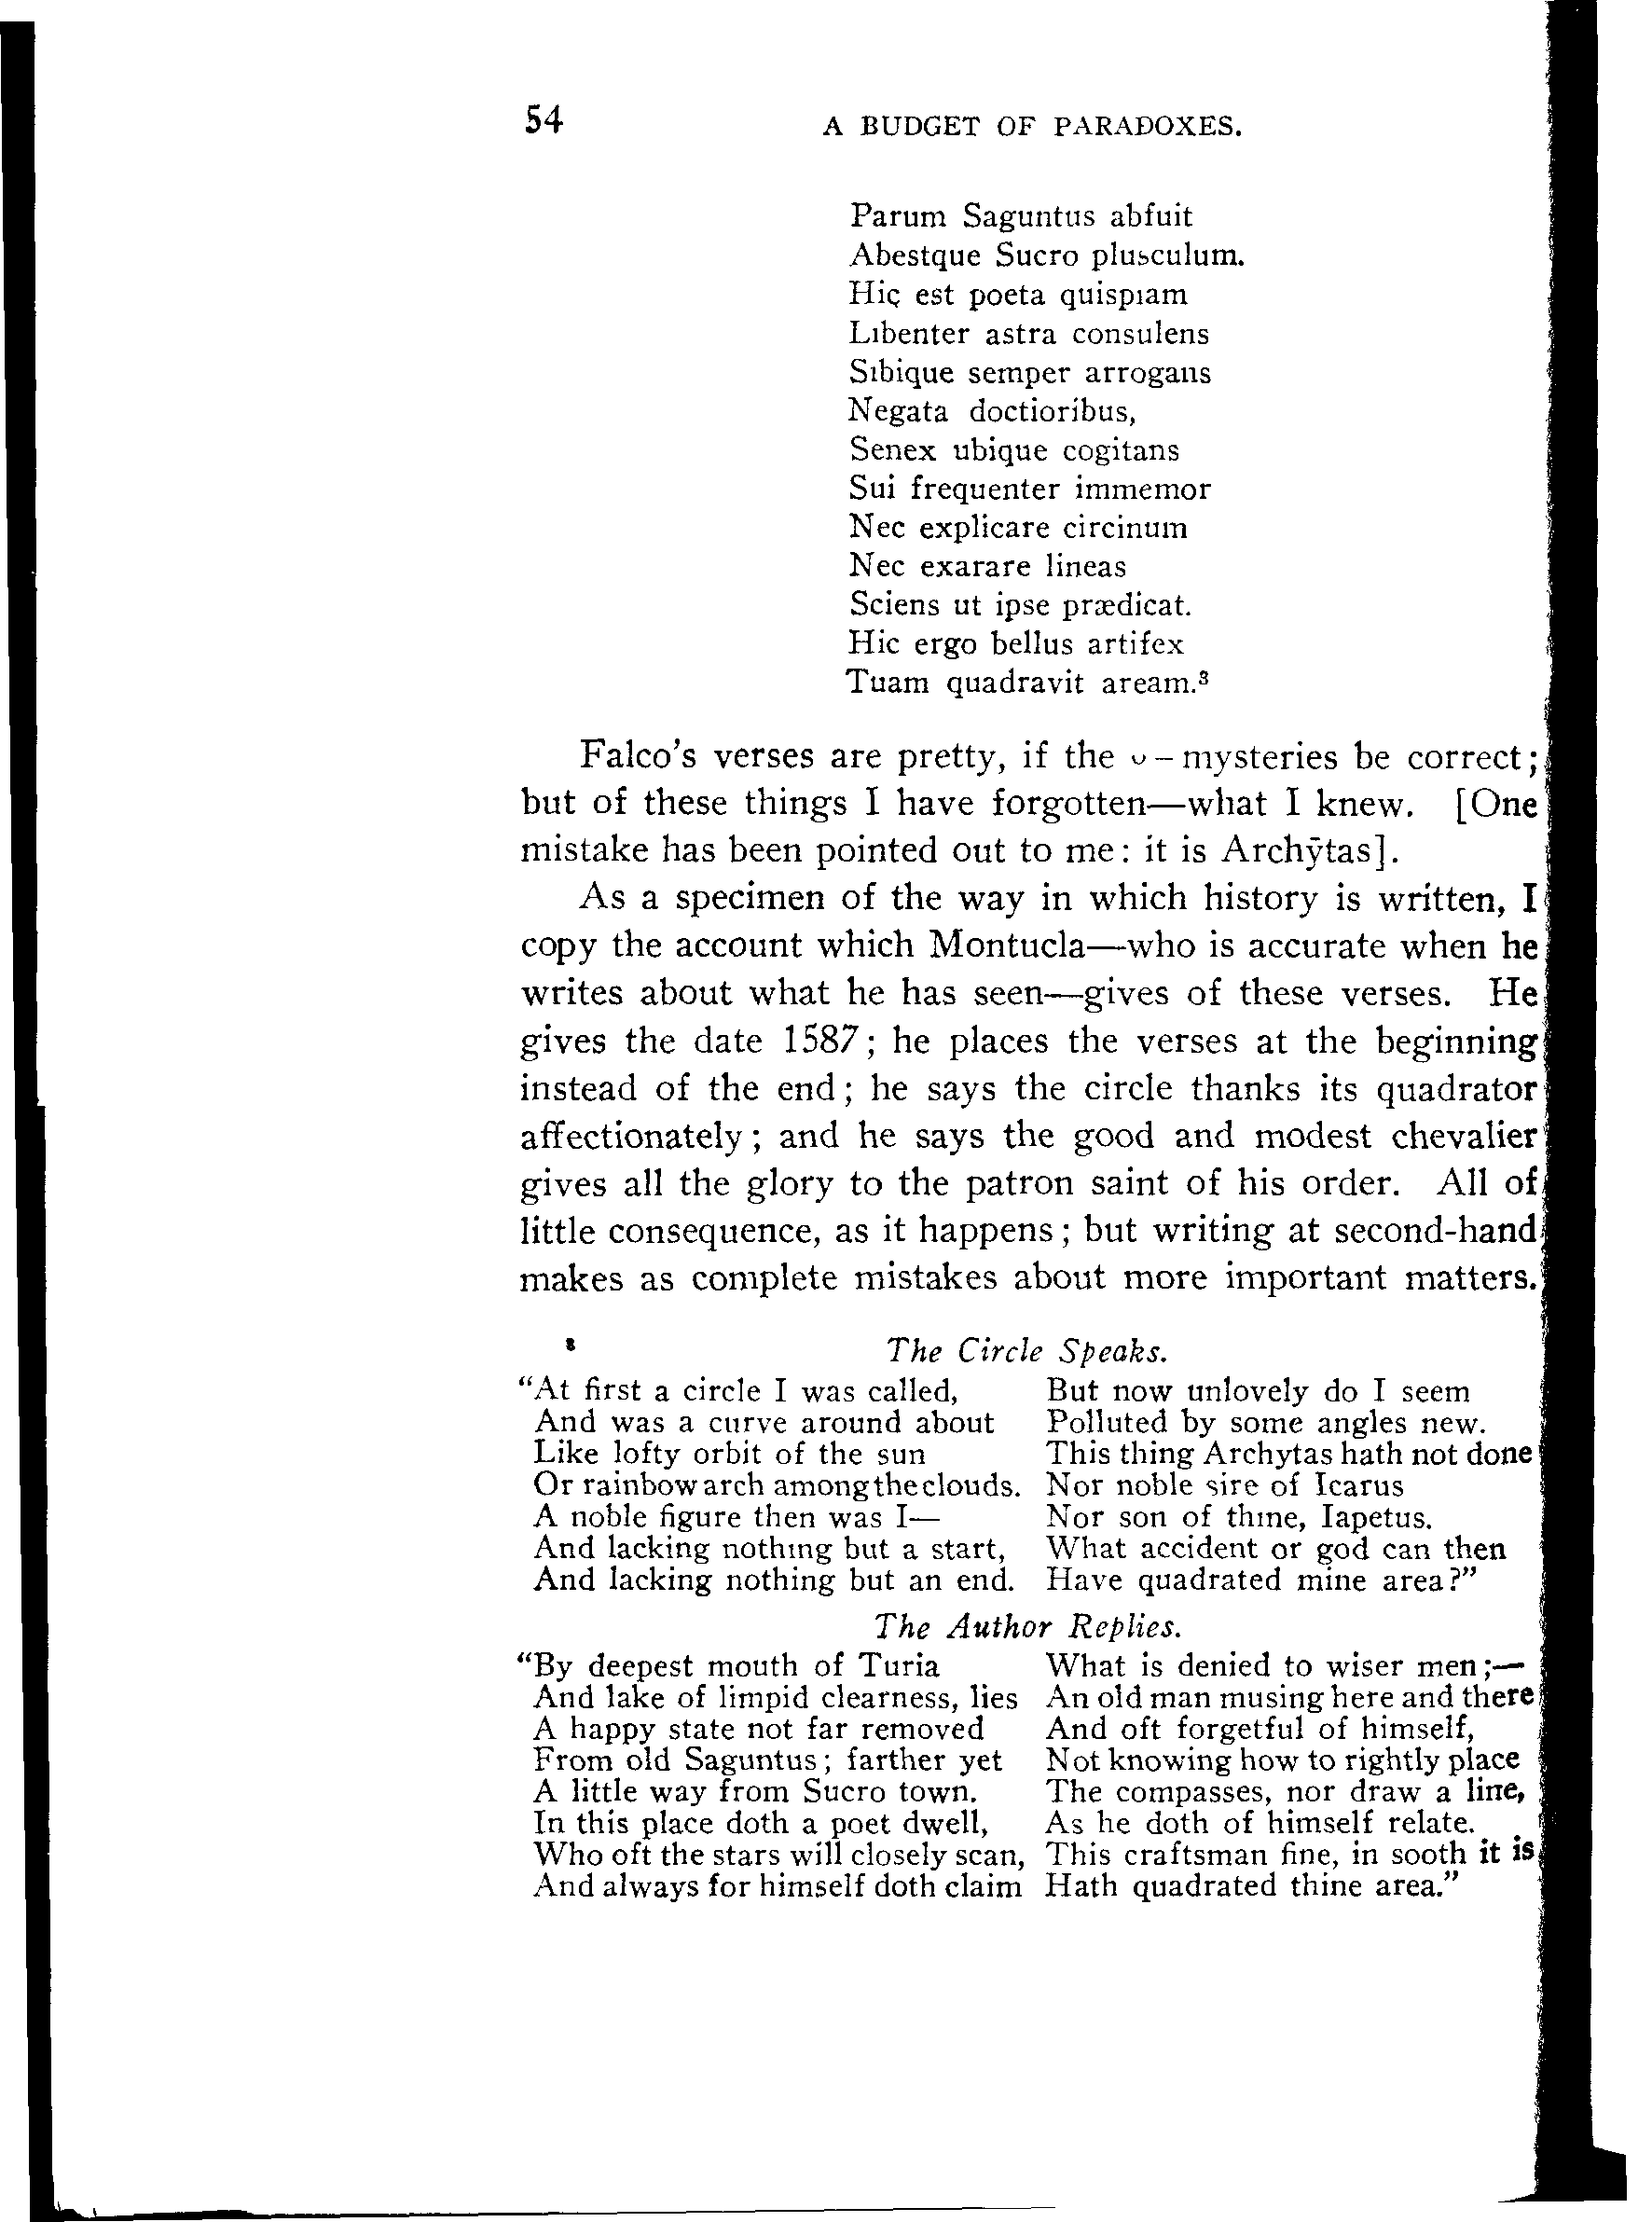 54 A BUDGET OF PARADOXES.
Parum Saguntus abfuit
Abestque Sucro plusculum.
Hic est poeta quispiam
Libenter astra consulens
Sibique semper arrogans
Negata doctioribus,
Senex ubique cogitans
Sui frequenter immemor
Nec explicare circinum
Nec exarare lineas
Sciens ut ipse prædicat.
Hic ergo bellus artifex
Tuam quadravit aream.³
Falco's verses are pretty, if the ⏑ – mysteries be correct;
but of these things I have forgotten—what I knew. [One
mistake has been pointed out to me: it is Archȳtas].
As a specimen of the way in which history is written, I
copy the account which Montucla—who is accurate when he
writes about what he has seen—gives of these verses. He
gives the date 1587; he places the verses at the beginning
instead of the end; he says the circle thanks its quadrator
affectionately; and he says the good and modest chevalier
gives all the glory to the patron saint of his order. All of
little consequence, as it happens; but writing at second-hand
makes as complete mistakes about more important matters.
³ The Circle Speaks.
"At first a circle I was called,
And was a curve around about
Like lofty orbit of the sun
Or rainbow arch among the clouds.
A noble figure then was I—
And lacking nothing but a start,
And lacking nothing but an end.
But now unlovely do I seem
Polluted by some angles new.
This thing Archytas hath not done
Nor noble sire of Icarus
Nor son of thine, Iapetus.
What accident or god can then
Have quadrated mine area?"
The Author Replies.
"By deepest mouth of Turia
And lake of limpid clearness, lies
A happy state not far removed
From old Saguntus; farther yet
A little way from Sucro town.
In this place doth a poet dwell,
Who oft the stars will closely scan,
And always for himself doth claim
What is denied to wiser men;—
An old man musing here and there
And oft forgetful of himself,
Not knowing how to rightly place
The compasses, nor draw a line,
As he doth of himself relate.
This craftsman fine, in sooth it is
Hath quadrated thine area."